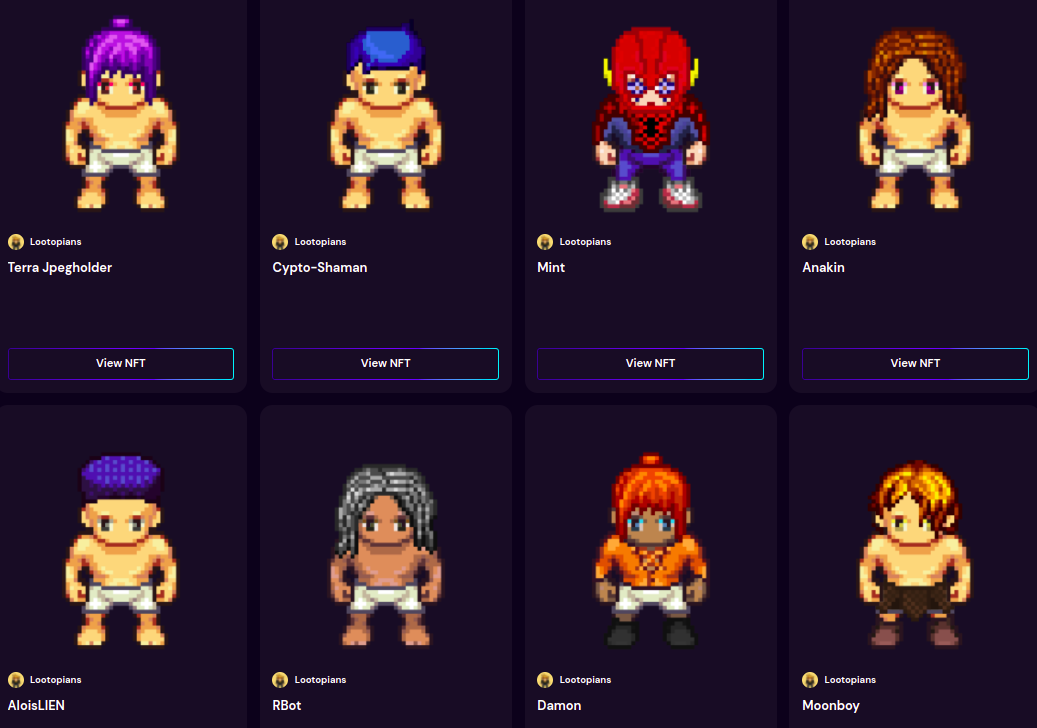 Lootopians
Terra Jpegholder
View NFT
Lootopians
Cypto-Shaman
View NFT
Lootopians
Mint
View NFT
Lootopians
Anakin
View NFT
Lootopians
AloisLIEN
Lootopians
RBot
Lootopians
Damon
Lootopians
Moonboy